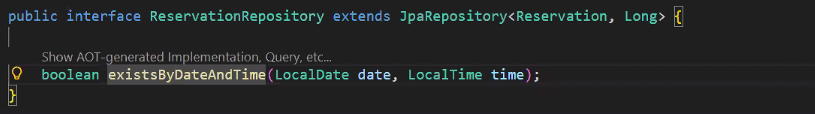 public interface ReservationRepository extends JpaRepository<Reservation, Long> {
Show AOT-generated Implementation, Query, etc...
boolean existsByDateAndTime(LocalDate date, LocalTime time);
}